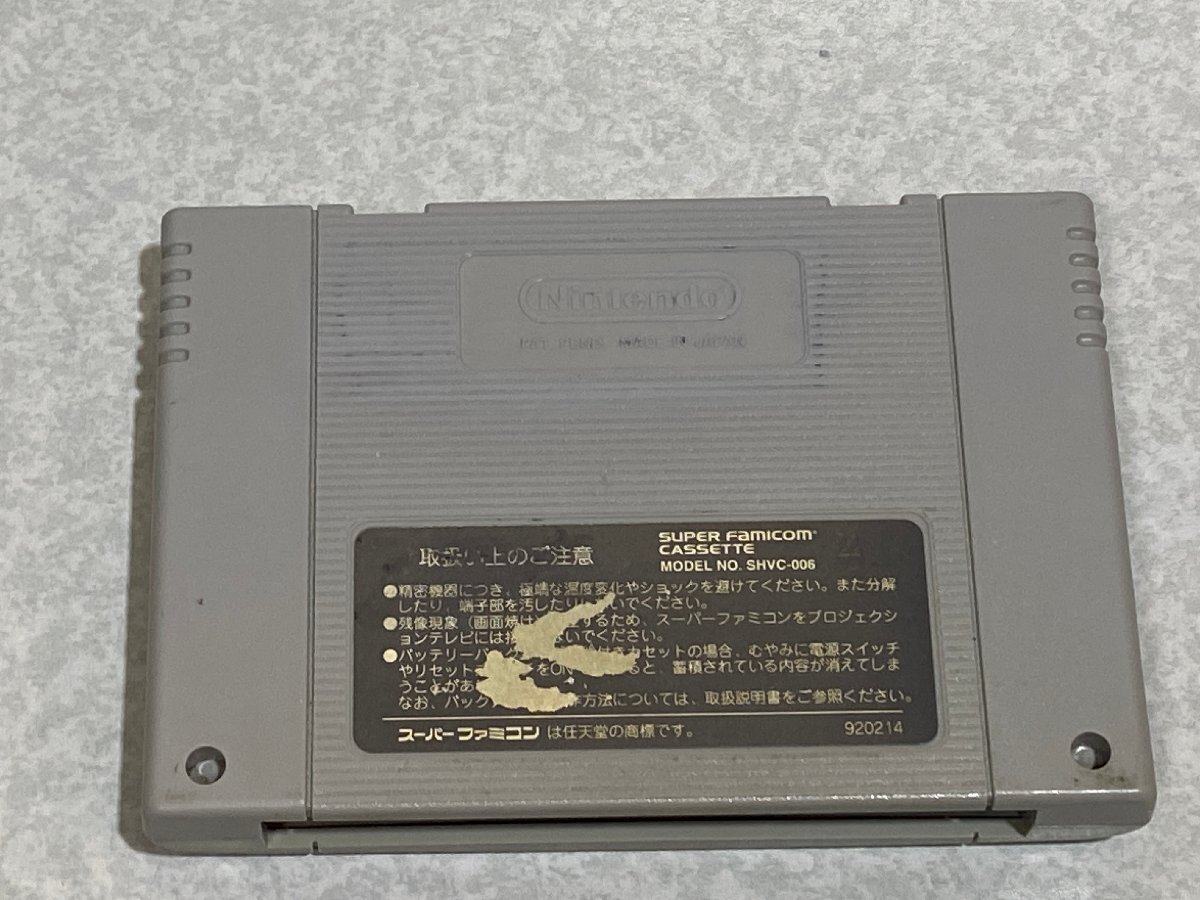 Nintendo
取扱い上のご注意
SUPER FAMICOM
CASSETTE
MODEL NO. SHVC-006
●精密機器につき、極端な温度変化やショックを避けてください。また分解
したり、端子部を汚したり いでください。
●残像現象（画面焼け するため、スーパーファミコンをプロジェクシ
ョンテレビには接 ないでください。
●バッテリーバック カセットの場合、むやみに電源スイッチ
やリセット をON ると、蓄積されている内容が消えてしま
うことがあ
なお、バック 方法については、取扱説明書をご参照ください。
スーパーファミコン は任天堂の商標です。
920214